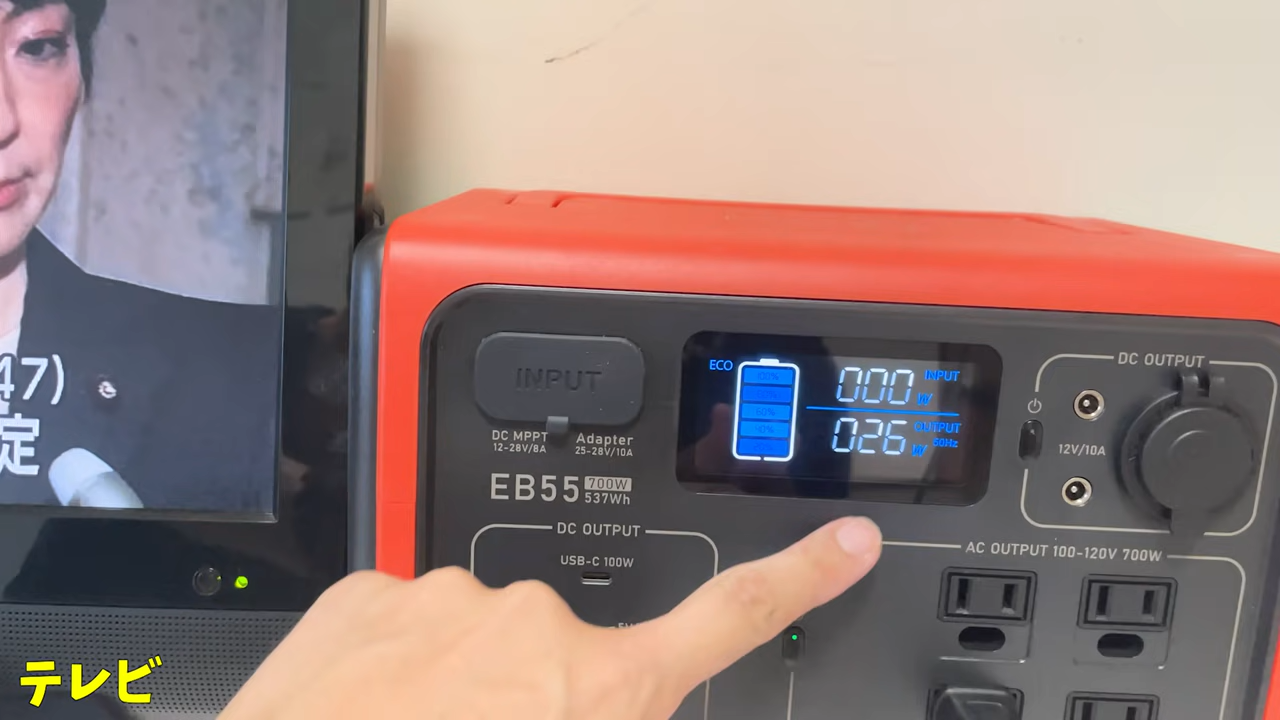 47)
定
テレビ
INPUT
DC MPPT
12-28V/8A
Adapter
25-28V/10A
EB55
700W
537Wh
ECO
000 W INPUT
026 W OUTPUT
60Hz
DC OUTPUT
12V/10A
DC OUTPUT
USB-C 100W
AC OUTPUT 100-120V 700W